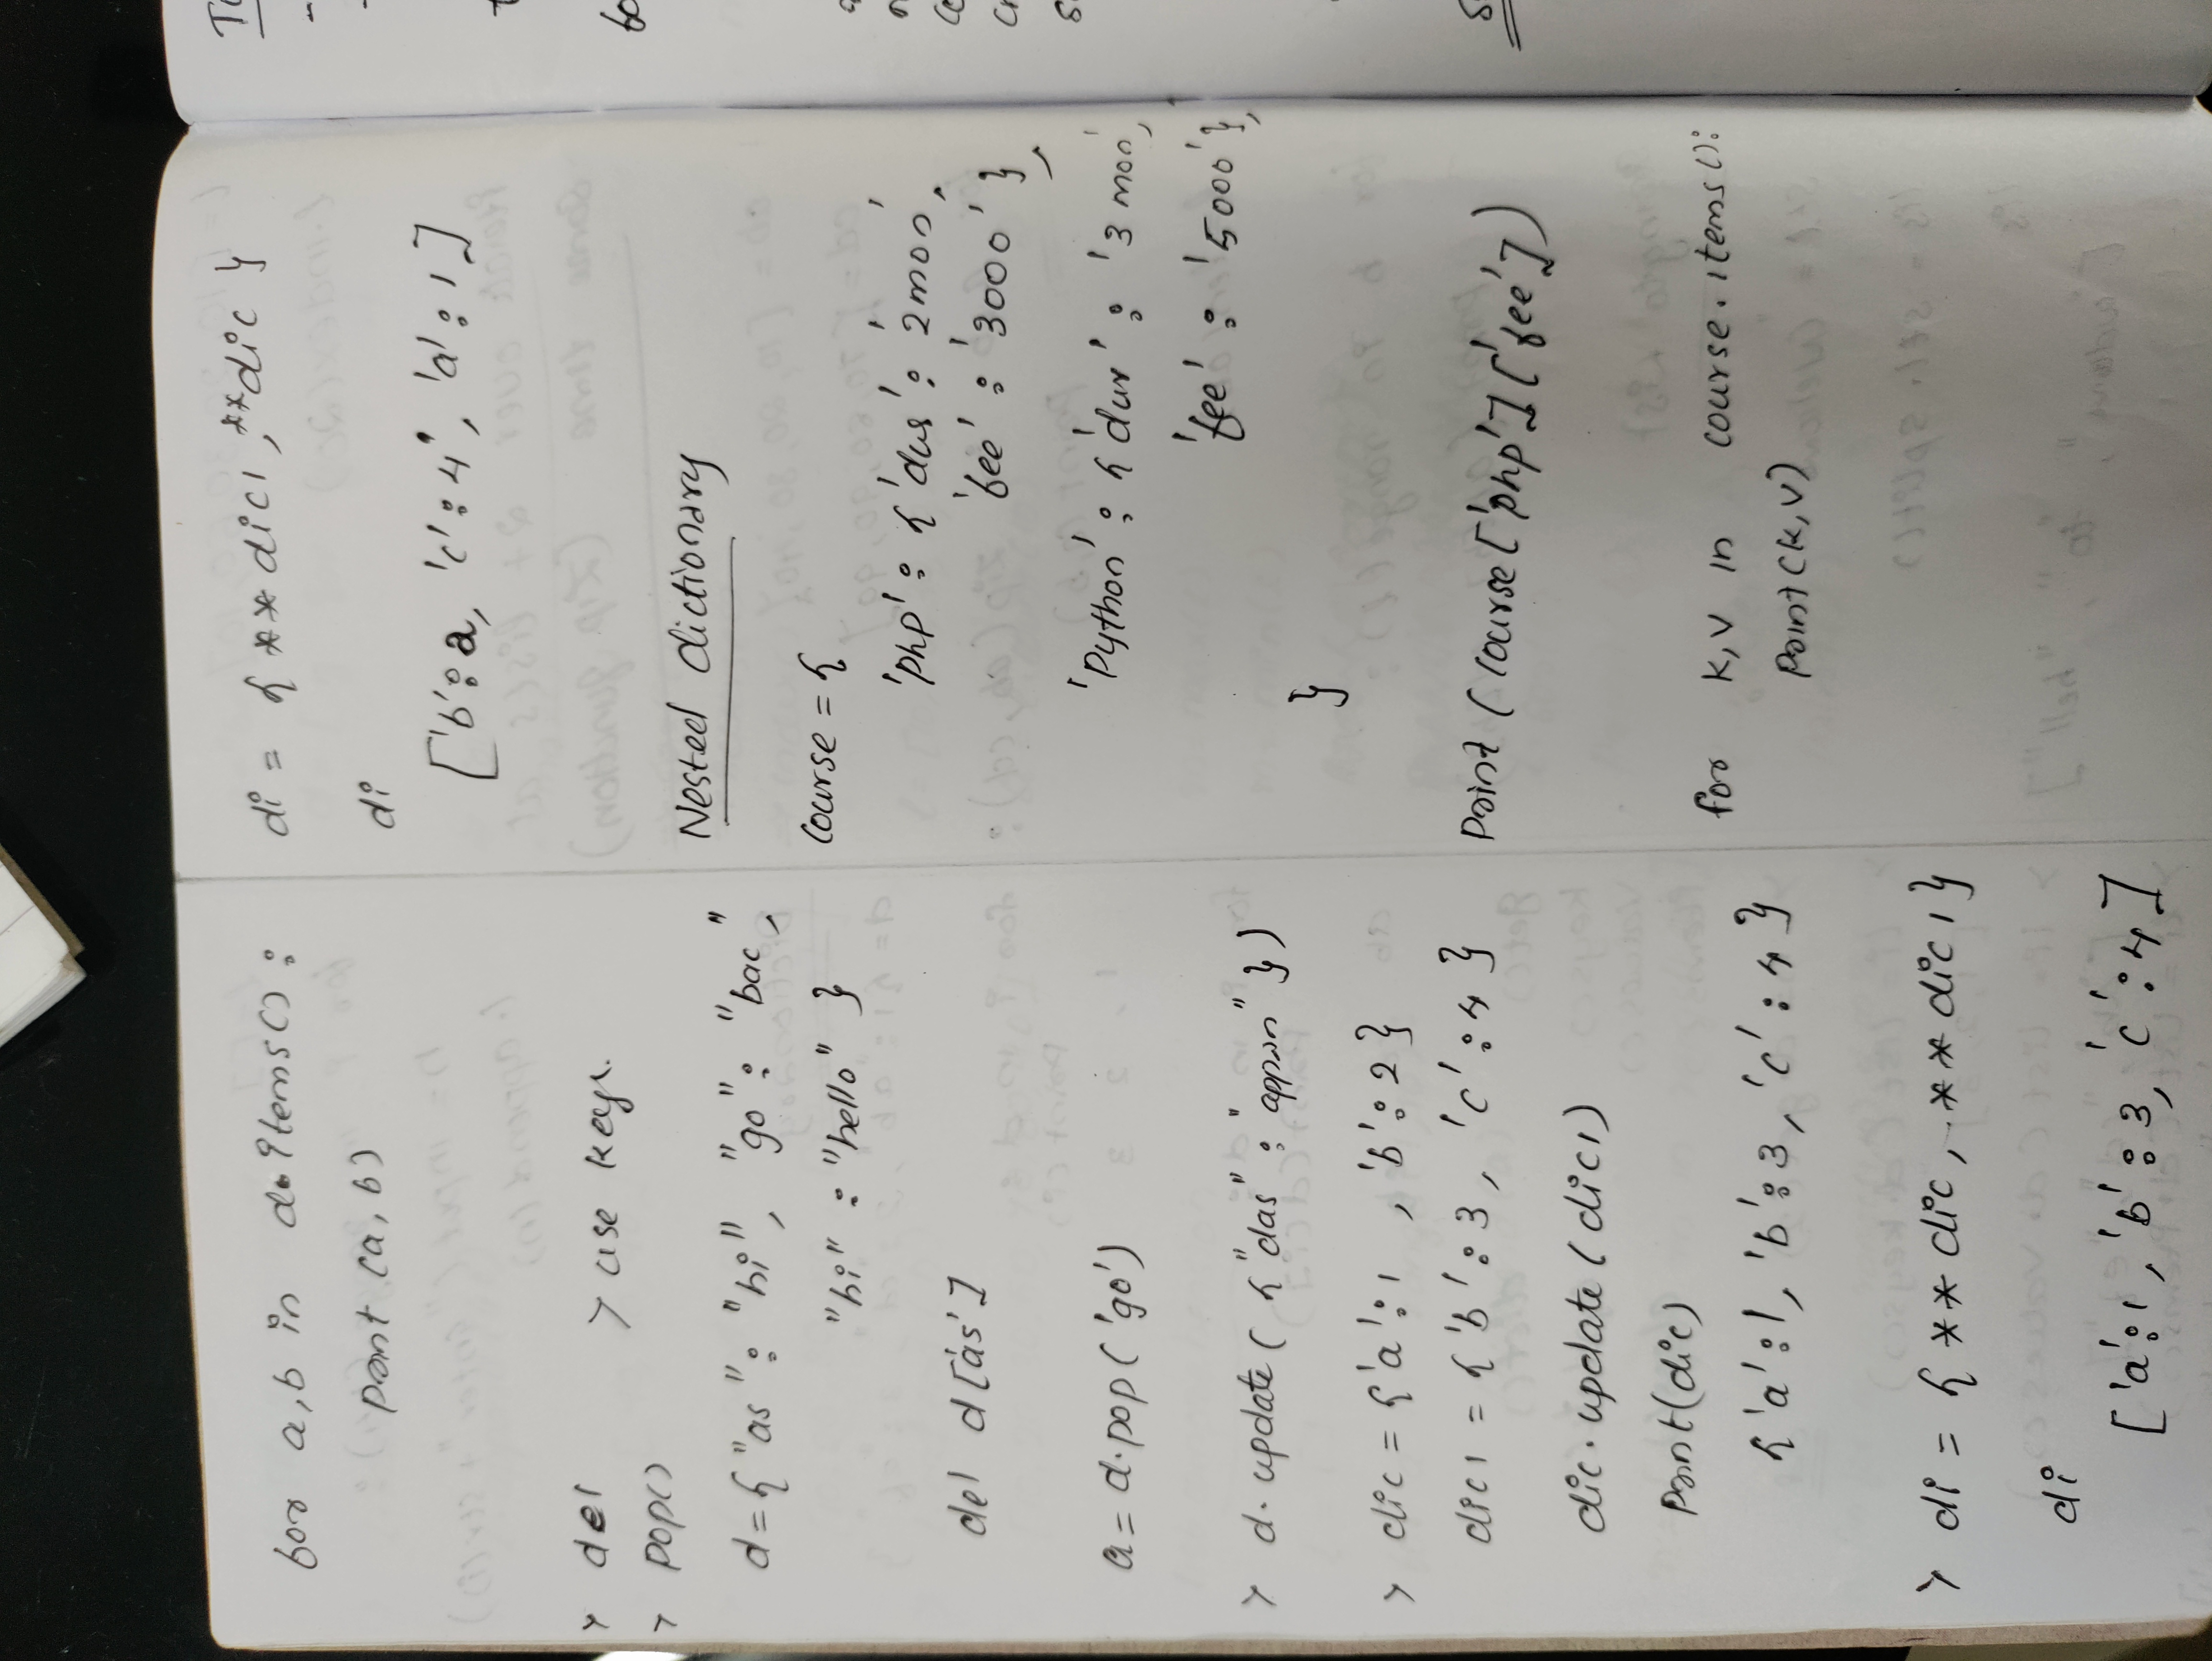 for a,b in d.items():
print (a, b)
> del > use keys.
> pop()
d={"as": "hi", "go": "bac",
"hi" : "hello" }
del d['as']
a= d.pop('go')
> d.update( {"das": "appan" })
> dic = {'a':1 , 'b':2}
dic1 = {'b':3, 'c':4}
dic.update(dic1)
print(dic)
{'a':1, 'b':3, 'c':4}
> di = {**dic, **dic1}
di
['a':1, 'b':3, 'c':4]
di = {**dic1, **dic}
di
['b':2, 'c':4', 'a':1]
Nested dictionary
course = {
'php': {'dur': '2mon',
'fee' : '3000' },
'Python': {'dur' : '3 mon',
'fee' : '5000'},
}
print (course['php']['fee'])
for k,v in course.items():
print(k,v)